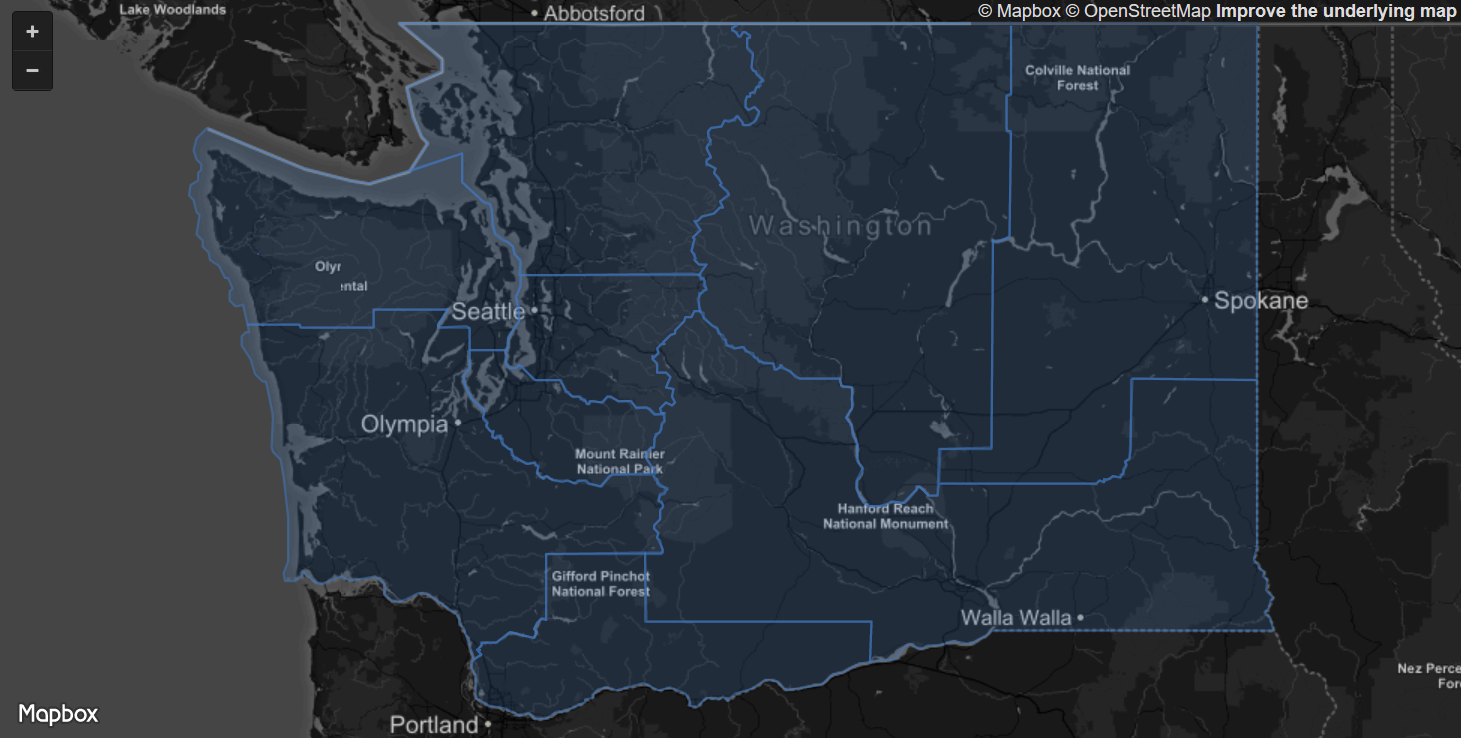 Lake Woodlands
Abbotsford
© Mapbox © OpenStreetMap Improve the underlying map
+
−
Colville National
Forest
Washington
Olyr
ental
Seattle
Spokane
Olympia
Mount Rainier
National Park
Hanford Reach
National Monument
Gifford Pinchot
National Forest
Walla Walla
Nez Perce
For
Mapbox
Portland